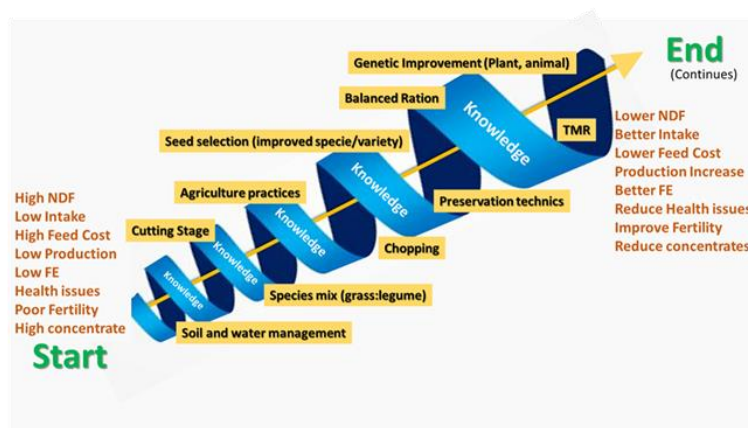 End
(Continues)
Genetic Improvement (Plant, animal)
Balanced Ration
Knowledge
TMR
Seed selection (improved specie/variety)
Knowledge
Preservation technics
Agriculture practices
Knowledge
Chopping
Cutting Stage
Knowledge
Species mix (grass:legume)
Knowledge
Soil and water management
High NDF
Low Intake
High Feed Cost
Low Production
Low FE
Health issues
Poor Fertility
High concentrate
Start
Lower NDF
Better Intake
Lower Feed Cost
Production Increase
Better FE
Reduce Health issues
Improve Fertility
Reduce concentrates